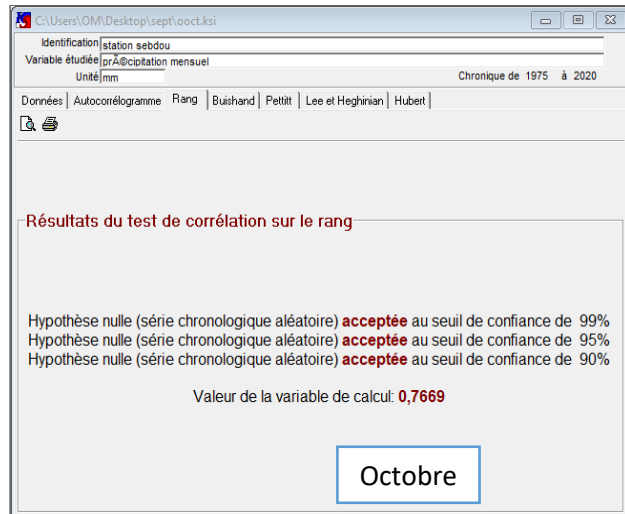 C:\Users\OM\Desktop\sept\ooct.ksi
Identification station sebdou
Variable étudiée prÃ©cipitation mensuel
Unité mm Chronique de 1975 à 2020
Données Autocorrélogramme Rang Buishand Pettitt Lee et Heghinian Hubert
Résultats du test de corrélation sur le rang
Hypothèse nulle (série chronologique aléatoire) acceptée au seuil de confiance de 99%
Hypothèse nulle (série chronologique aléatoire) acceptée au seuil de confiance de 95%
Hypothèse nulle (série chronologique aléatoire) acceptée au seuil de confiance de 90%
Valeur de la variable de calcul: 0,7669
Octobre